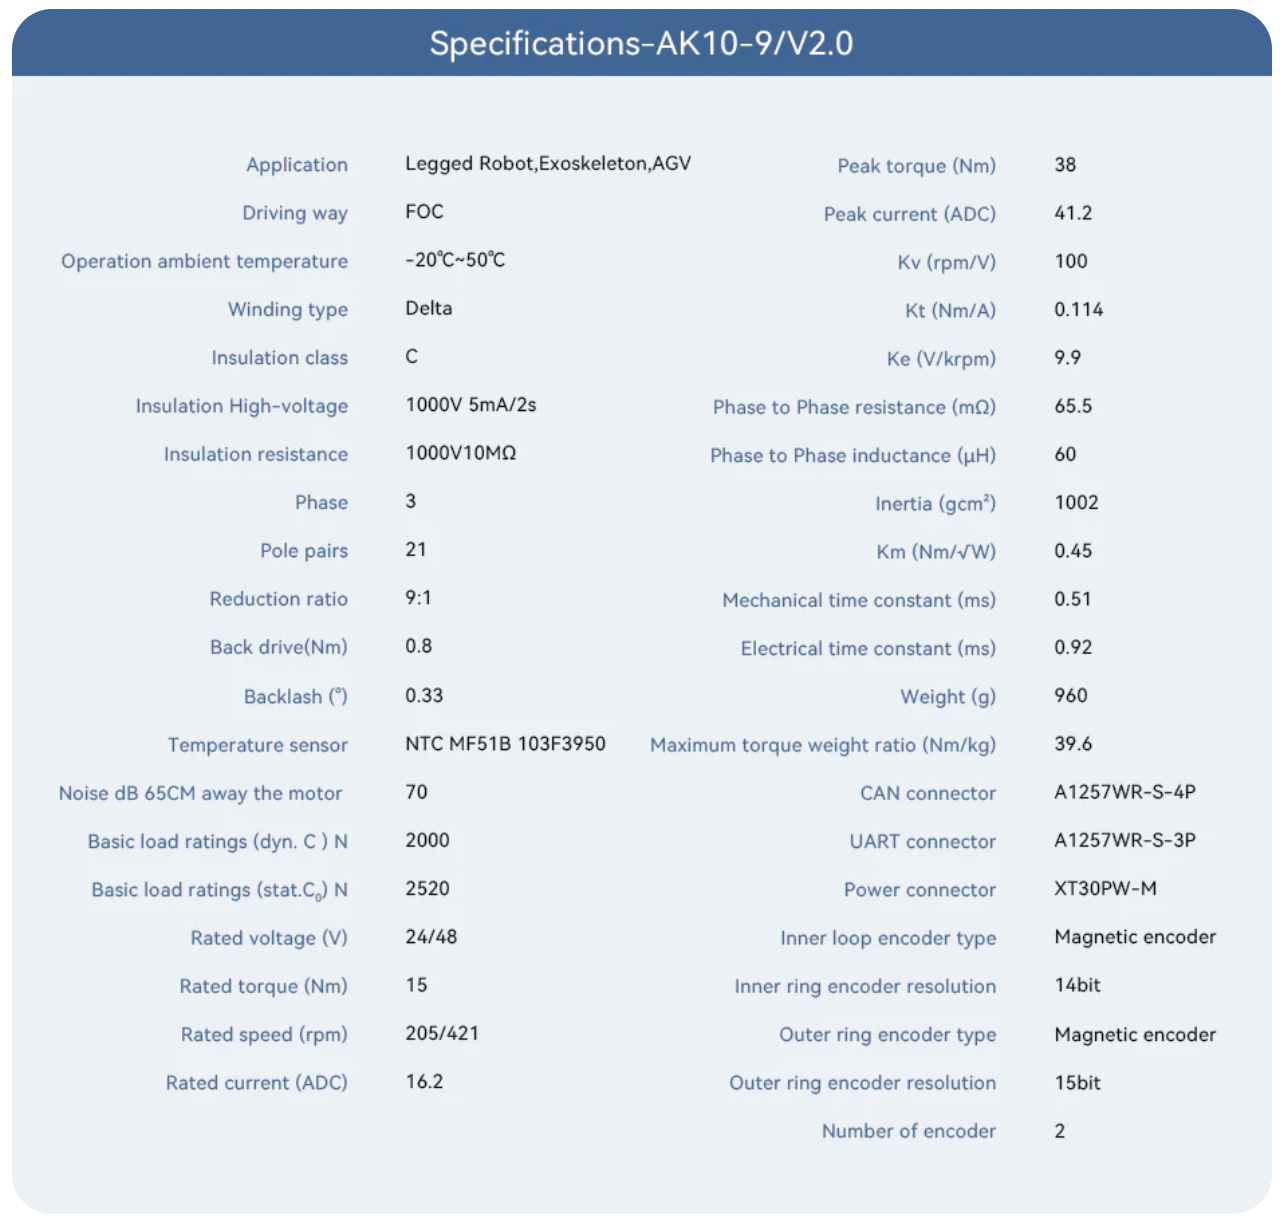 Specifications-AK10-9/V2.0
Application Legged Robot,Exoskeleton,AGV
Driving way FOC
Operation ambient temperature -20℃~50℃
Winding type Delta
Insulation class C
Insulation High-voltage 1000V 5mA/2s
Insulation resistance 1000V10MΩ
Phase 3
Pole pairs 21
Reduction ratio 9:1
Back drive(Nm) 0.8
Backlash (°) 0.33
Temperature sensor NTC MF51B 103F3950
Noise dB 65CM away the motor 70
Basic load ratings (dyn. C ) N 2000
Basic load ratings (stat.C₀) N 2520
Rated voltage (V) 24/48
Rated torque (Nm) 15
Rated speed (rpm) 205/421
Rated current (ADC) 16.2
Peak torque (Nm) 38
Peak current (ADC) 41.2
Kv (rpm/V) 100
Kt (Nm/A) 0.114
Ke (V/krpm) 9.9
Phase to Phase resistance (mΩ) 65.5
Phase to Phase inductance (μH) 60
Inertia (gcm²) 1002
Km (Nm/√W) 0.45
Mechanical time constant (ms) 0.51
Electrical time constant (ms) 0.92
Weight (g) 960
Maximum torque weight ratio (Nm/kg) 39.6
CAN connector A1257WR-S-4P
UART connector A1257WR-S-3P
Power connector XT30PW-M
Inner loop encoder type Magnetic encoder
Inner ring encoder resolution 14bit
Outer ring encoder type Magnetic encoder
Outer ring encoder resolution 15bit
Number of encoder 2